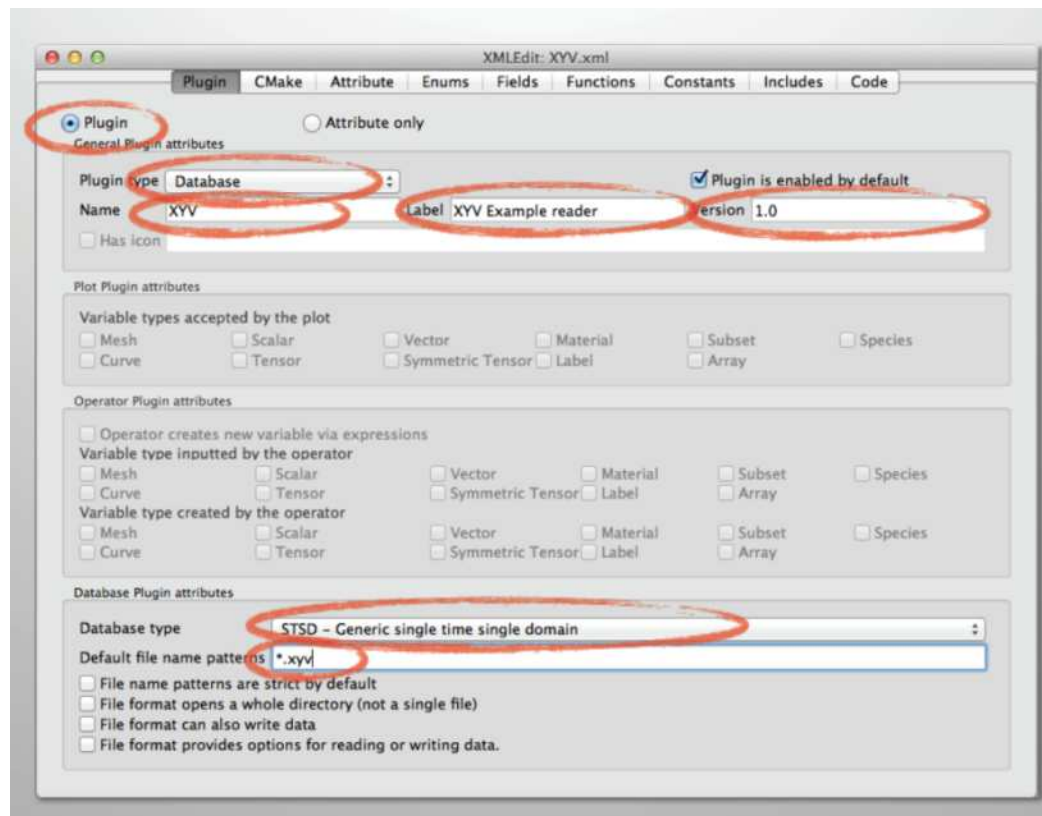 XMLEdit: XYV.xml
Plugin CMake Attribute Enums Fields Functions Constants Includes Code
Plugin Attribute only
General Plugin attributes
Plugin type Database Plugin is enabled by default
Name XYV Label XYV Example reader Version 1.0
Has icon
Plot Plugin attributes
Variable types accepted by the plot
Mesh Scalar Vector Material Subset Species
Curve Tensor Symmetric Tensor Label Array
Operator Plugin attributes
Operator creates new variable via expressions
Variable type inputted by the operator
Mesh Scalar Vector Material Subset Species
Curve Tensor Symmetric Tensor Label Array
Variable type created by the operator
Mesh Scalar Vector Material Subset Species
Curve Tensor Symmetric Tensor Label Array
Database Plugin attributes
Database type STSD – Generic single time single domain
Default file name patterns *.xyv
File name patterns are strict by default
File format opens a whole directory (not a single file)
File format can also write data
File format provides options for reading or writing data.